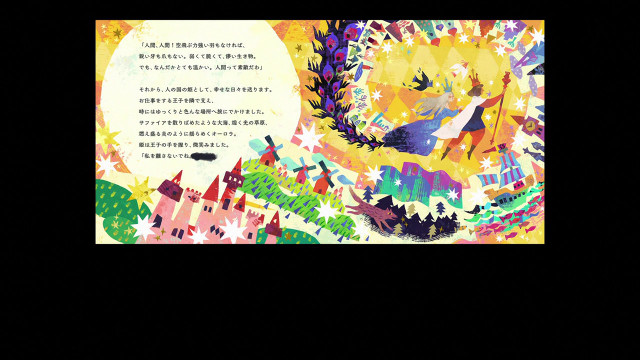 「人間、人間！空飛ぶ力強い羽もなければ、
鋭い牙も爪もない。弱くて脆くて、儚い生き物。
でも、なんだかとても温かい。人間って素敵だわ」
それから、人の国の姫として、幸せな日々を送ります。
お仕事をする王子を隣で支え、
時にはゆっくりと色んな場所へ旅にでかけました。
サファイアを散りばめたような大海、煌く光の草原、
燃え盛る炎のように揺らめくオーロラ。
姫は王子の手を握り、微笑みました。
「私を離さないでね